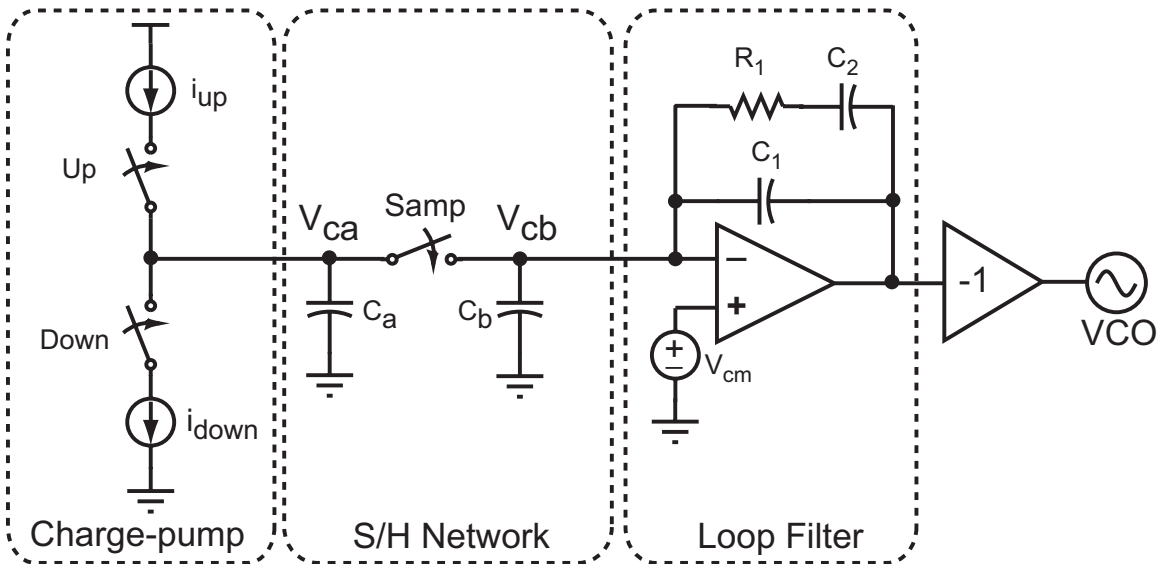 i_up
Up
Down
i_down
Charge-pump
V_ca
Samp
V_cb
C_a
C_b
S/H Network
R_1
C_2
C_1
−
+
+
−
V_cm
Loop Filter
-1
VCO